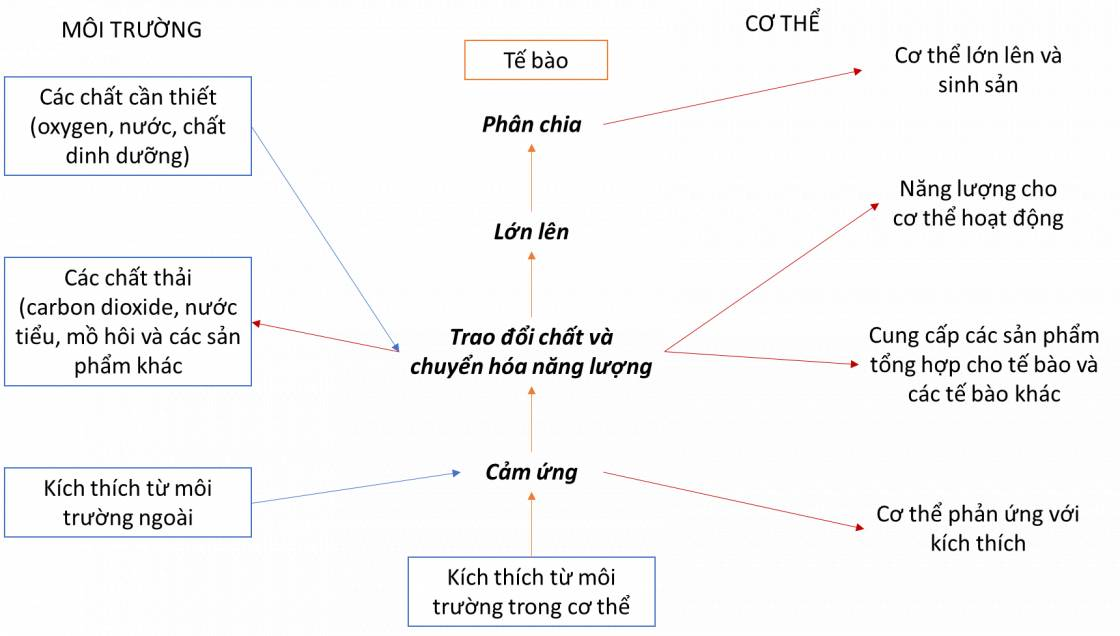 MÔI TRƯỜNG
CƠ THỂ
Tế bào
Các chất cần thiết
(oxygen, nước, chất
dinh dưỡng)
Phân chia
Cơ thể lớn lên và
sinh sản
Lớn lên
Năng lượng cho
cơ thể hoạt động
Các chất thải
(carbon dioxide, nước
tiểu, mồ hôi và các sản
phẩm khác
Trao đổi chất và
chuyển hóa năng lượng
Cung cấp các sản phẩm
tổng hợp cho tế bào và
các tế bào khác
Kích thích từ môi
trường ngoài
Cảm ứng
Cơ thể phản ứng với
kích thích
Kích thích từ môi
trường trong cơ thể